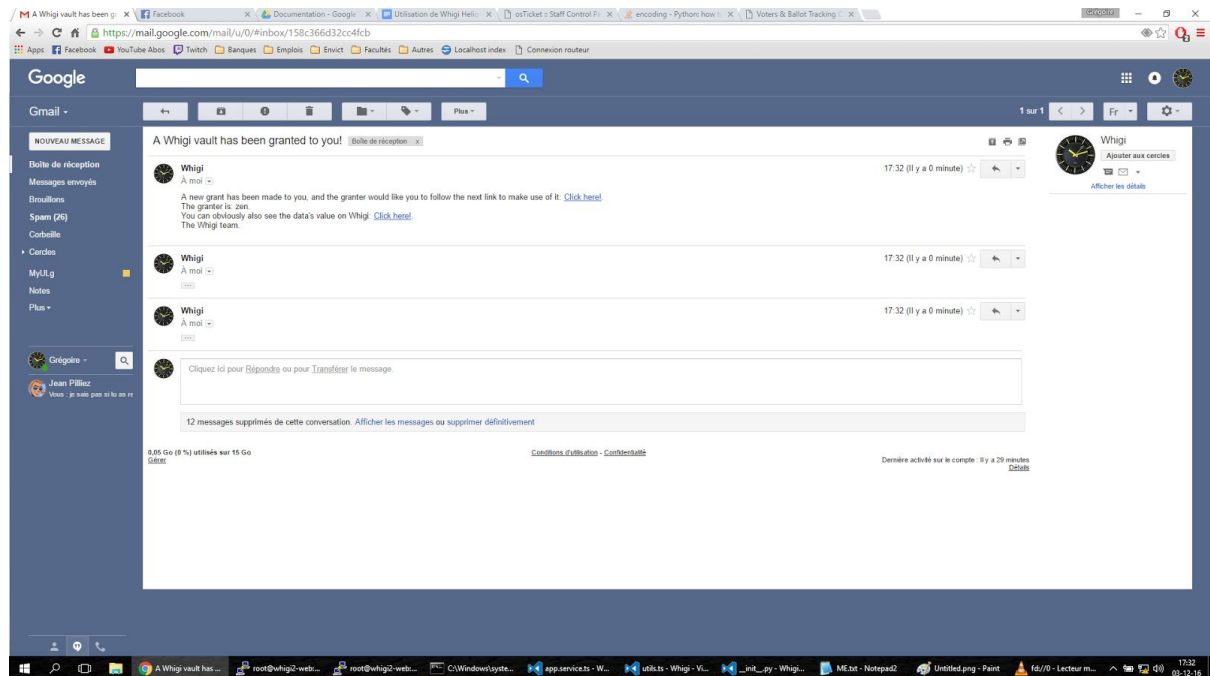 A Whigi vault has been gr
Facebook
Documentation - Google
Utilisation de Whigi Helio
osTicket :: Staff Control P
encoding - Python: how t
Voters & Ballot Tracking C
Grégoire
https://mail.google.com/mail/u/0/#inbox/158c366d32cc4fcb
Apps Facebook YouTube Abos Twitch Banques Emplois Envict Facultés Autres Localhost index Connexion routeur
Google
Gmail
Plus
1 sur 1
Fr
NOUVEAU MESSAGE
Boîte de réception
Messages envoyés
Brouillons
Spam (26)
Corbeille
Cercles
MyULg
Notes
Plus
Grégoire
Jean Pilliez
Vous : je sais pas si tu as re
A Whigi vault has been granted to you! Boîte de réception x
Whigi
À moi
17:32 (Il y a 0 minute)
A new grant has been made to you, and the granter would like you to follow the next link to make use of it: Click here!.
The granter is: zen.
You can obviously also see the data's value on Whigi: Click here!.
The Whigi team.
Whigi
À moi
17:32 (Il y a 0 minute)
Whigi
À moi
17:32 (Il y a 0 minute)
Cliquez ici pour Répondre ou pour Transférer le message.
12 messages supprimés de cette conversation. Afficher les messages ou supprimer définitivement
0,05 Go (0 %) utilisés sur 15 Go
Gérer
Conditions d'utilisation - Confidentialité
Dernière activité sur le compte : Il y a 29 minutes
Détails
Whigi
Ajouter aux cercles
Afficher les détails
A Whigi vault has ...
root@whigi2-web:...
root@whigi2-web:...
C:\Windows\syste...
app.service.ts - W...
utils.ts - Whigi - Vi...
__init__.py - Whigi...
ME.txt - Notepad2
Untitled.png - Paint
fd://0 - Lecteur m...
17:32
03-12-16